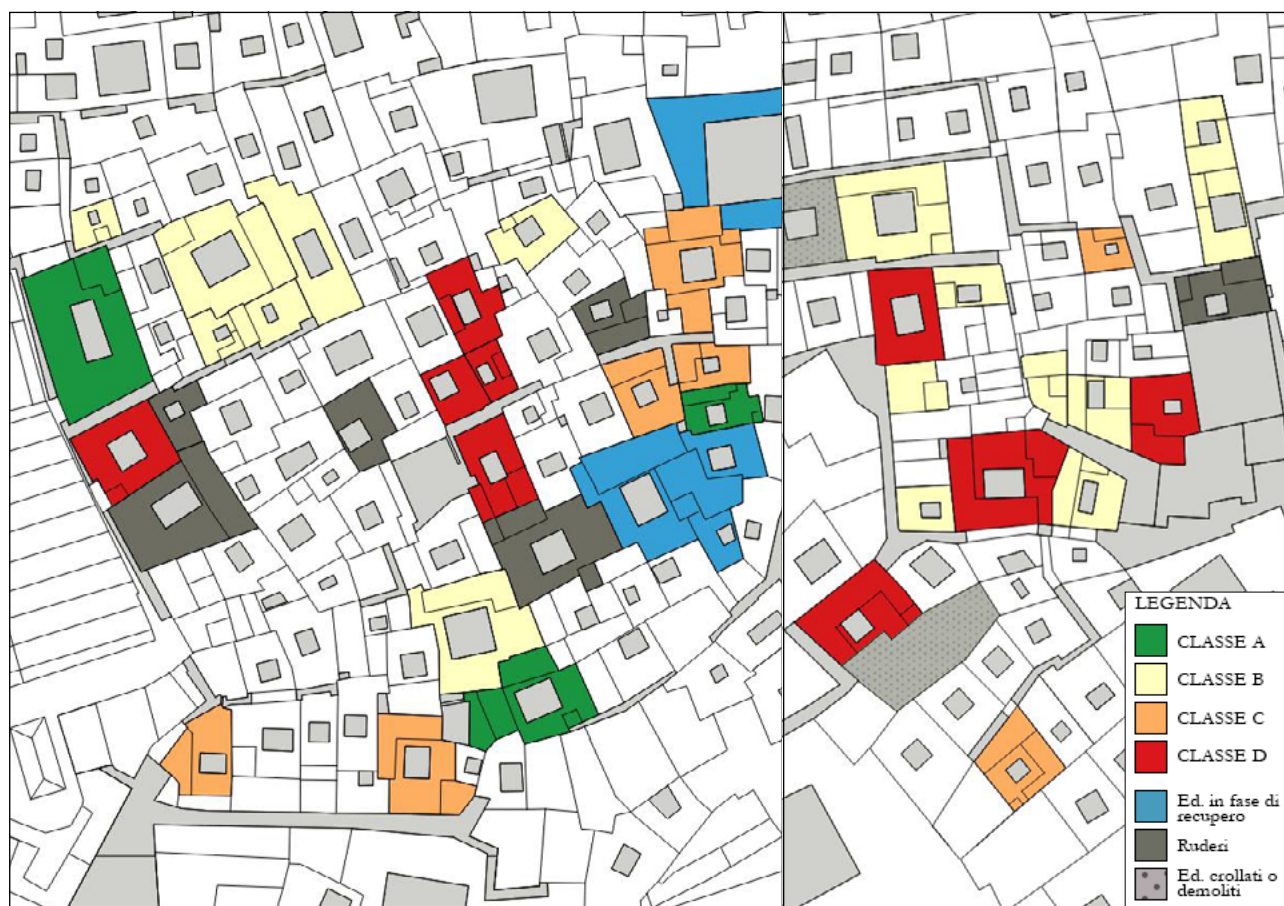 LEGENDA
CLASSE A
CLASSE B
CLASSE C
CLASSE D
Ed. in fase di
recupero
Ruderi
Ed. crollati o
demoliti